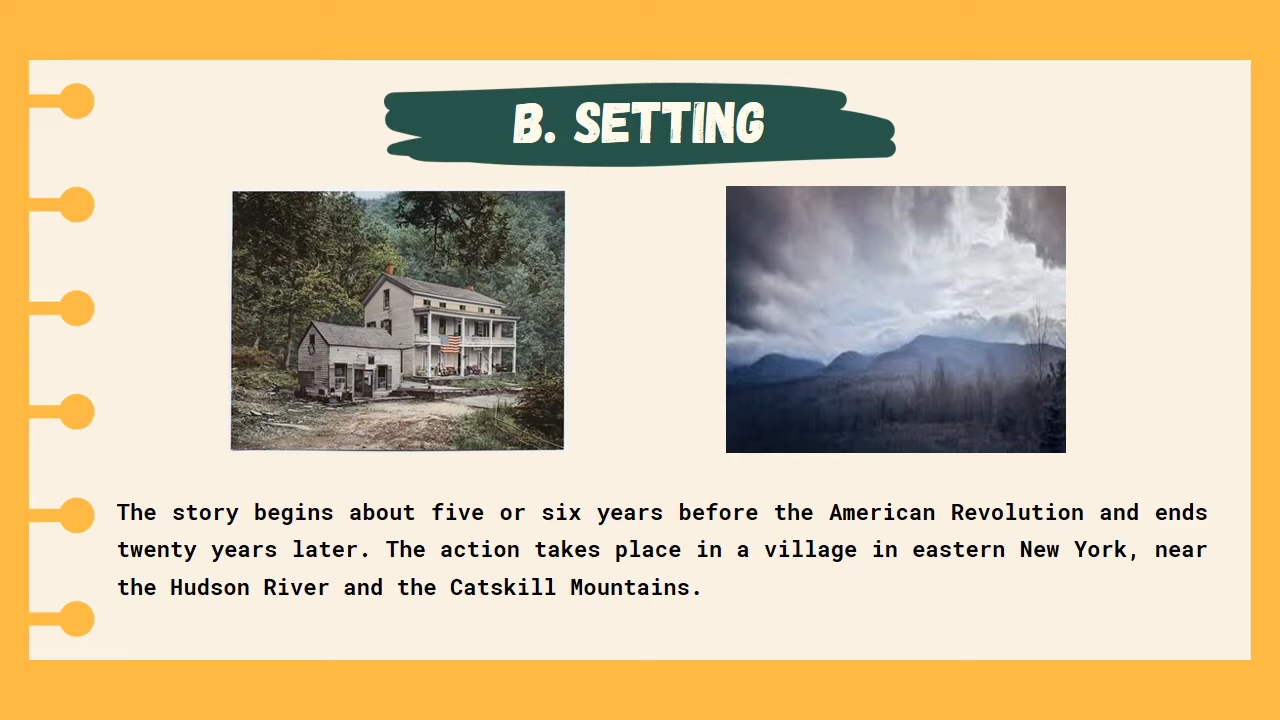 B. SETTING
The story begins about five or six years before the American Revolution and ends
twenty years later. The action takes place in a village in eastern New York, near
the Hudson River and the Catskill Mountains.